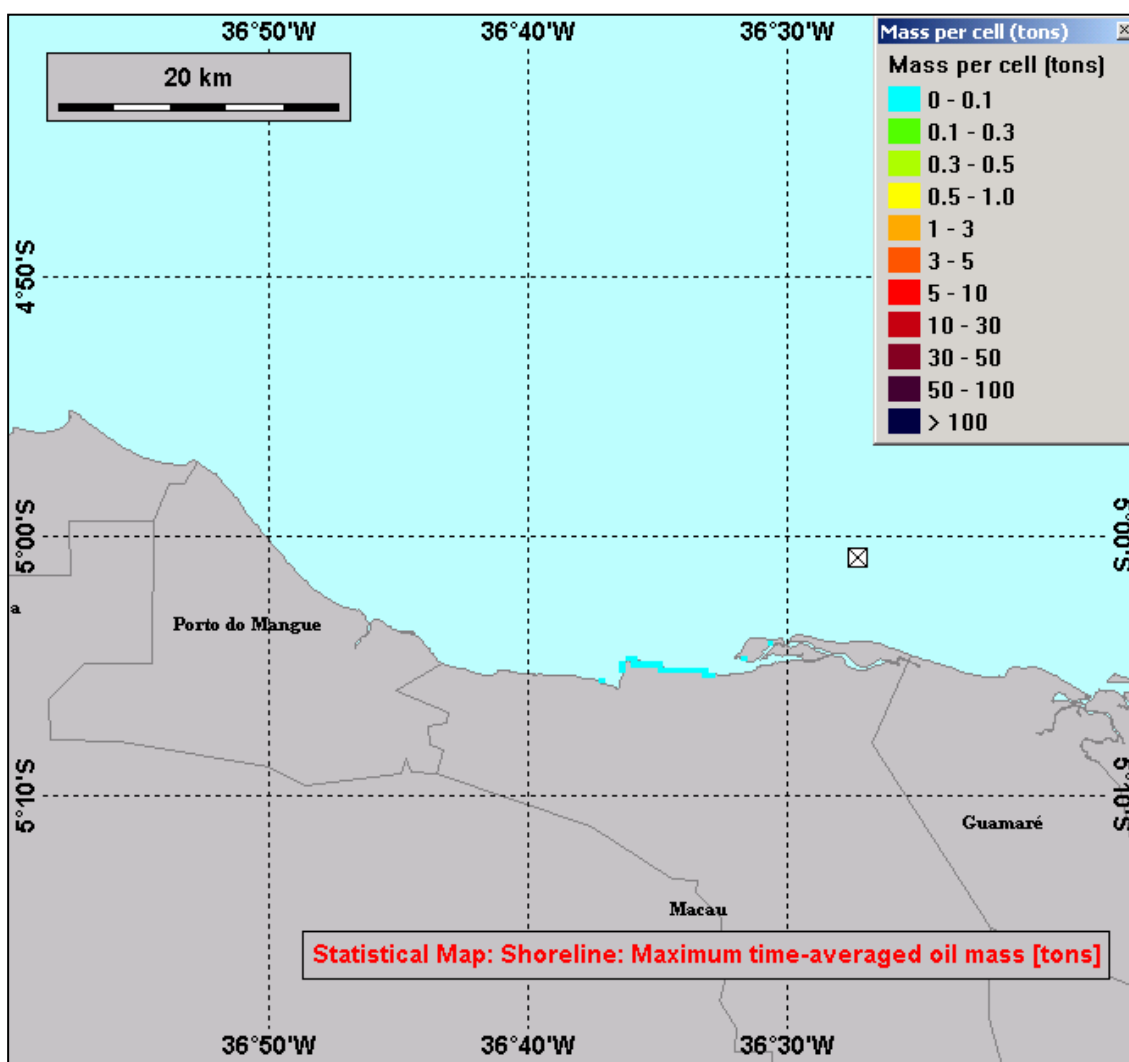 36°50'W
36°40'W
36°30'W
Mass per cell (tons)
20 km
Mass per cell (tons)
0 - 0.1
0.1 - 0.3
0.3 - 0.5
0.5 - 1.0
1 - 3
3 - 5
5 - 10
10 - 30
30 - 50
50 - 100
> 100
4°50'S
5°00'S
5°00'S
a
Porto do Mangue
5°10'S
5°10'S
Guamaré
Macau
Statistical Map: Shoreline: Maximum time-averaged oil mass [tons]
36°50'W
36°40'W
36°30'W